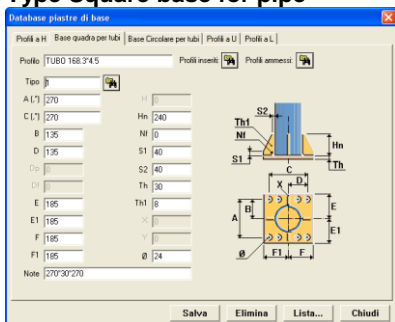 Type Square base for pipe
Database piastre di base
Profili a H Base quadra per tubi Base Circolare per tubi Profili a U Profili a L
Profilo TUBO 168.3*4.5 Profili inseriti: Profili ammessi:
Tipo
A (,*) 270 H 0
C (,*) 270 Hn 240
B 135 Nf 0
D 135 S1 40
Dp 0 S2 40
Df 0 Th 30
E 185 Th1 8
E1 185 X 0
F 185 Y 0
F1 185 Ø 24
Note 270*30*270
S2
Th1
Nf
Hn
S1
Th
C
X D
B
E
A
E1
Ø F1 F
Salva Elimina Lista... Chiudi